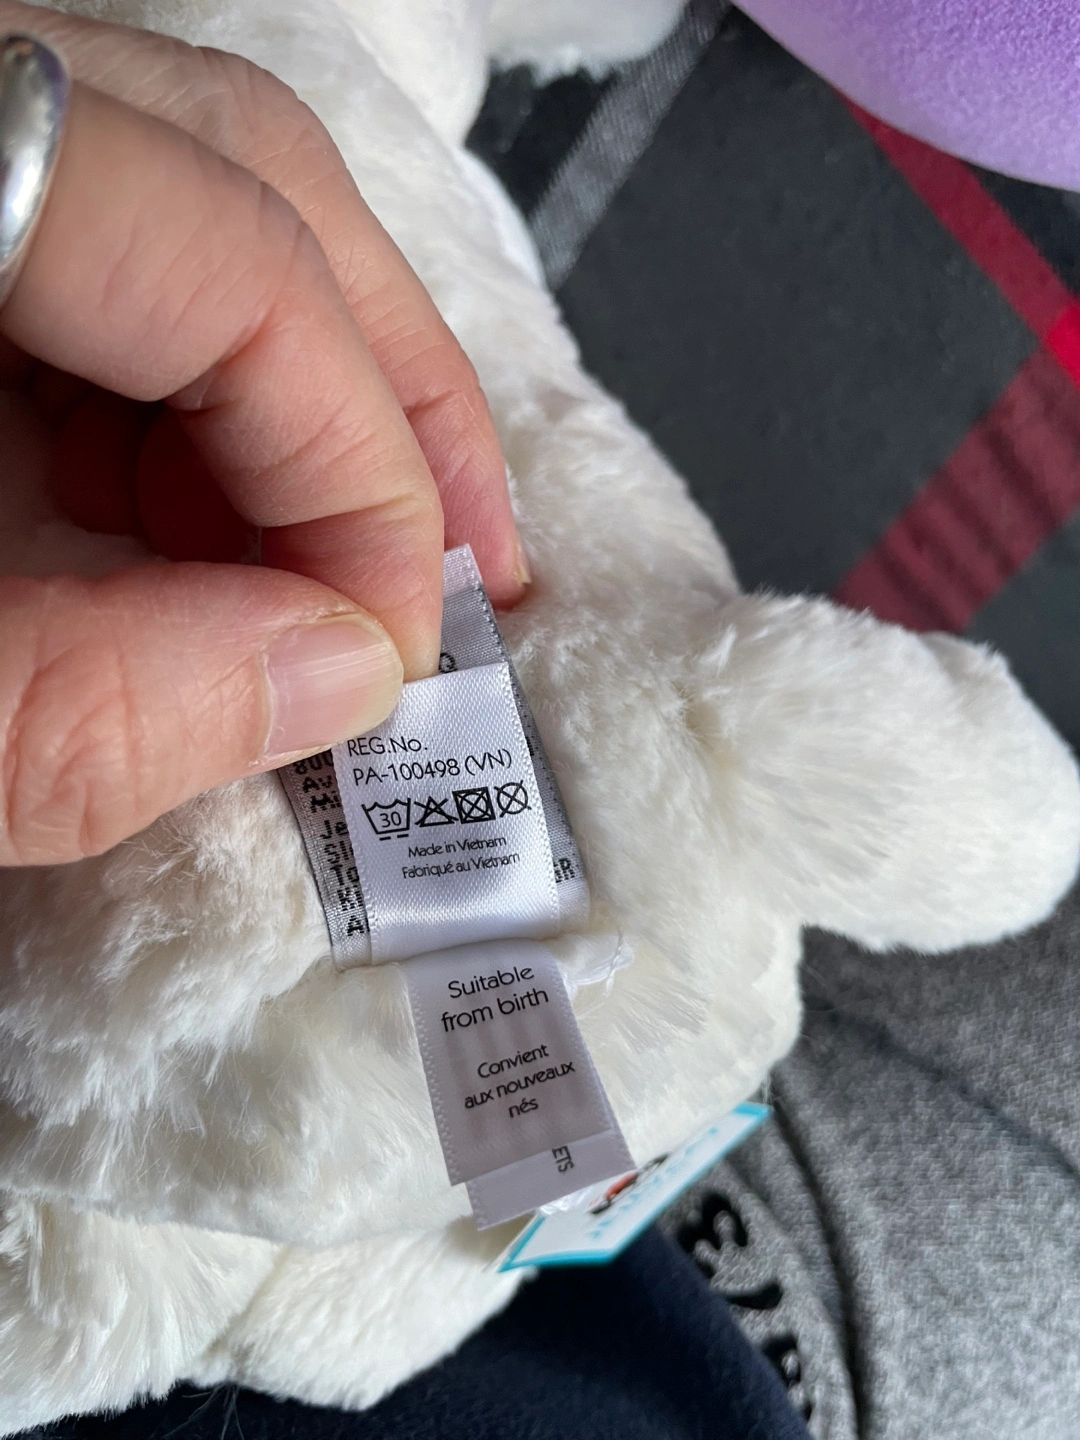 REG.No.
PA-100498 (VN)
30
Made in Vietnam
Fabriqué au Vietnam
Suitable
from birth
Convient
aux nouveaux
nés
ETS